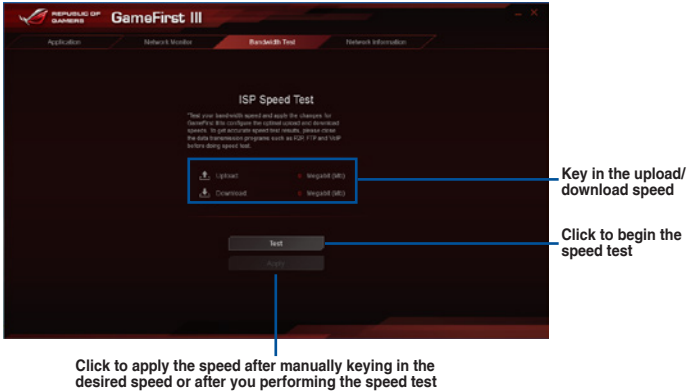 REPUBLIC OF
GAMERS
GameFirst III
Application
Network Monitor
Bandwidth Test
Network Information
ISP Speed Test
*Test your bandwidth speed and apply the changes for
GameFirst III to configure the optimal upload and download
speeds. To get accurate speed test results, please close
the data transmission programs such as P2P, FTP and VoIP
before doing speed test.
Upload
Megabit (Mb)
Download
Megabit (Mb)
Test
Apply
Key in the upload/
download speed
Click to begin the
speed test
Click to apply the speed after manually keying in the
desired speed or after you performing the speed test